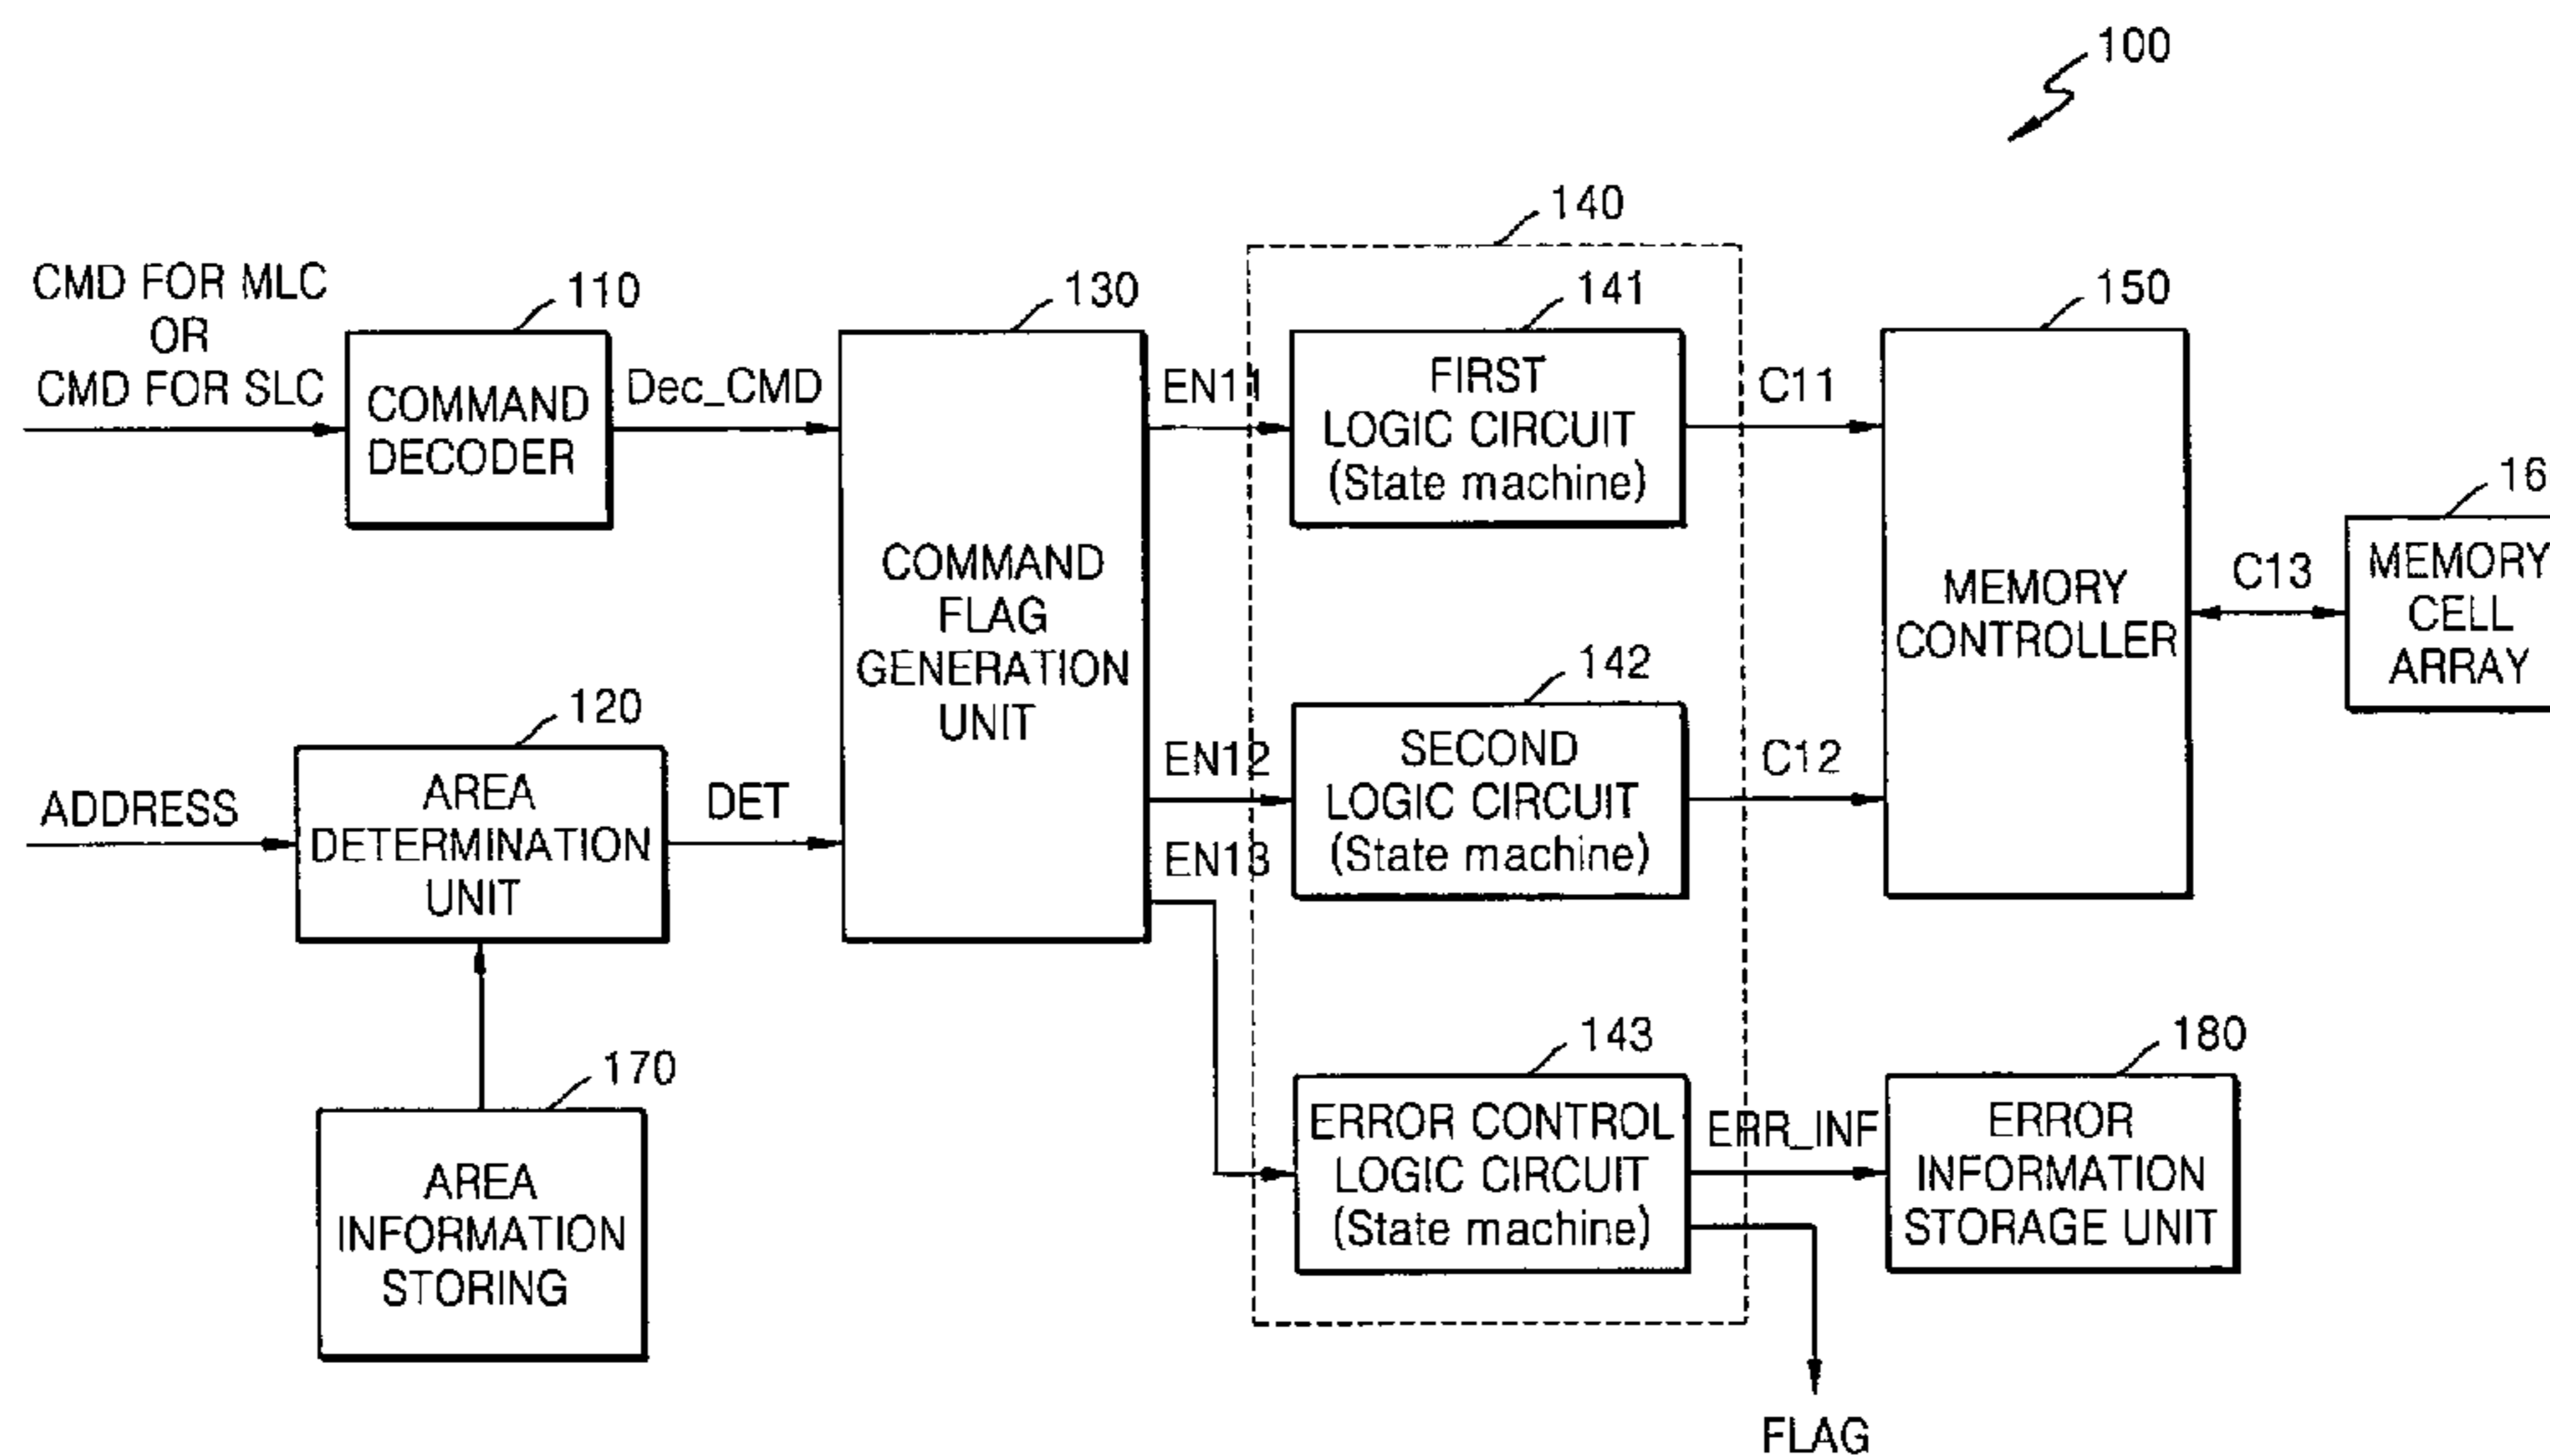 100
140
CMD FOR MLC
OR
CMD FOR SLC
110
COMMAND
DECODER
Dec_CMD
130
COMMAND
FLAG
GENERATION
UNIT
EN11
141
FIRST
LOGIC CIRCUIT
(State machine)
C11
150
MEMORY
CONTROLLER
C13
MEMORY
CELL
ARRAY
ADDRESS
120
AREA
DETERMINATION
UNIT
DET
EN12
142
SECOND
LOGIC CIRCUIT
(State machine)
C12
EN13
170
AREA
INFORMATION
STORING
143
ERROR CONTROL
LOGIC CIRCUIT
(State machine)
ERR_INF
180
ERROR
INFORMATION
STORAGE UNIT
FLAG